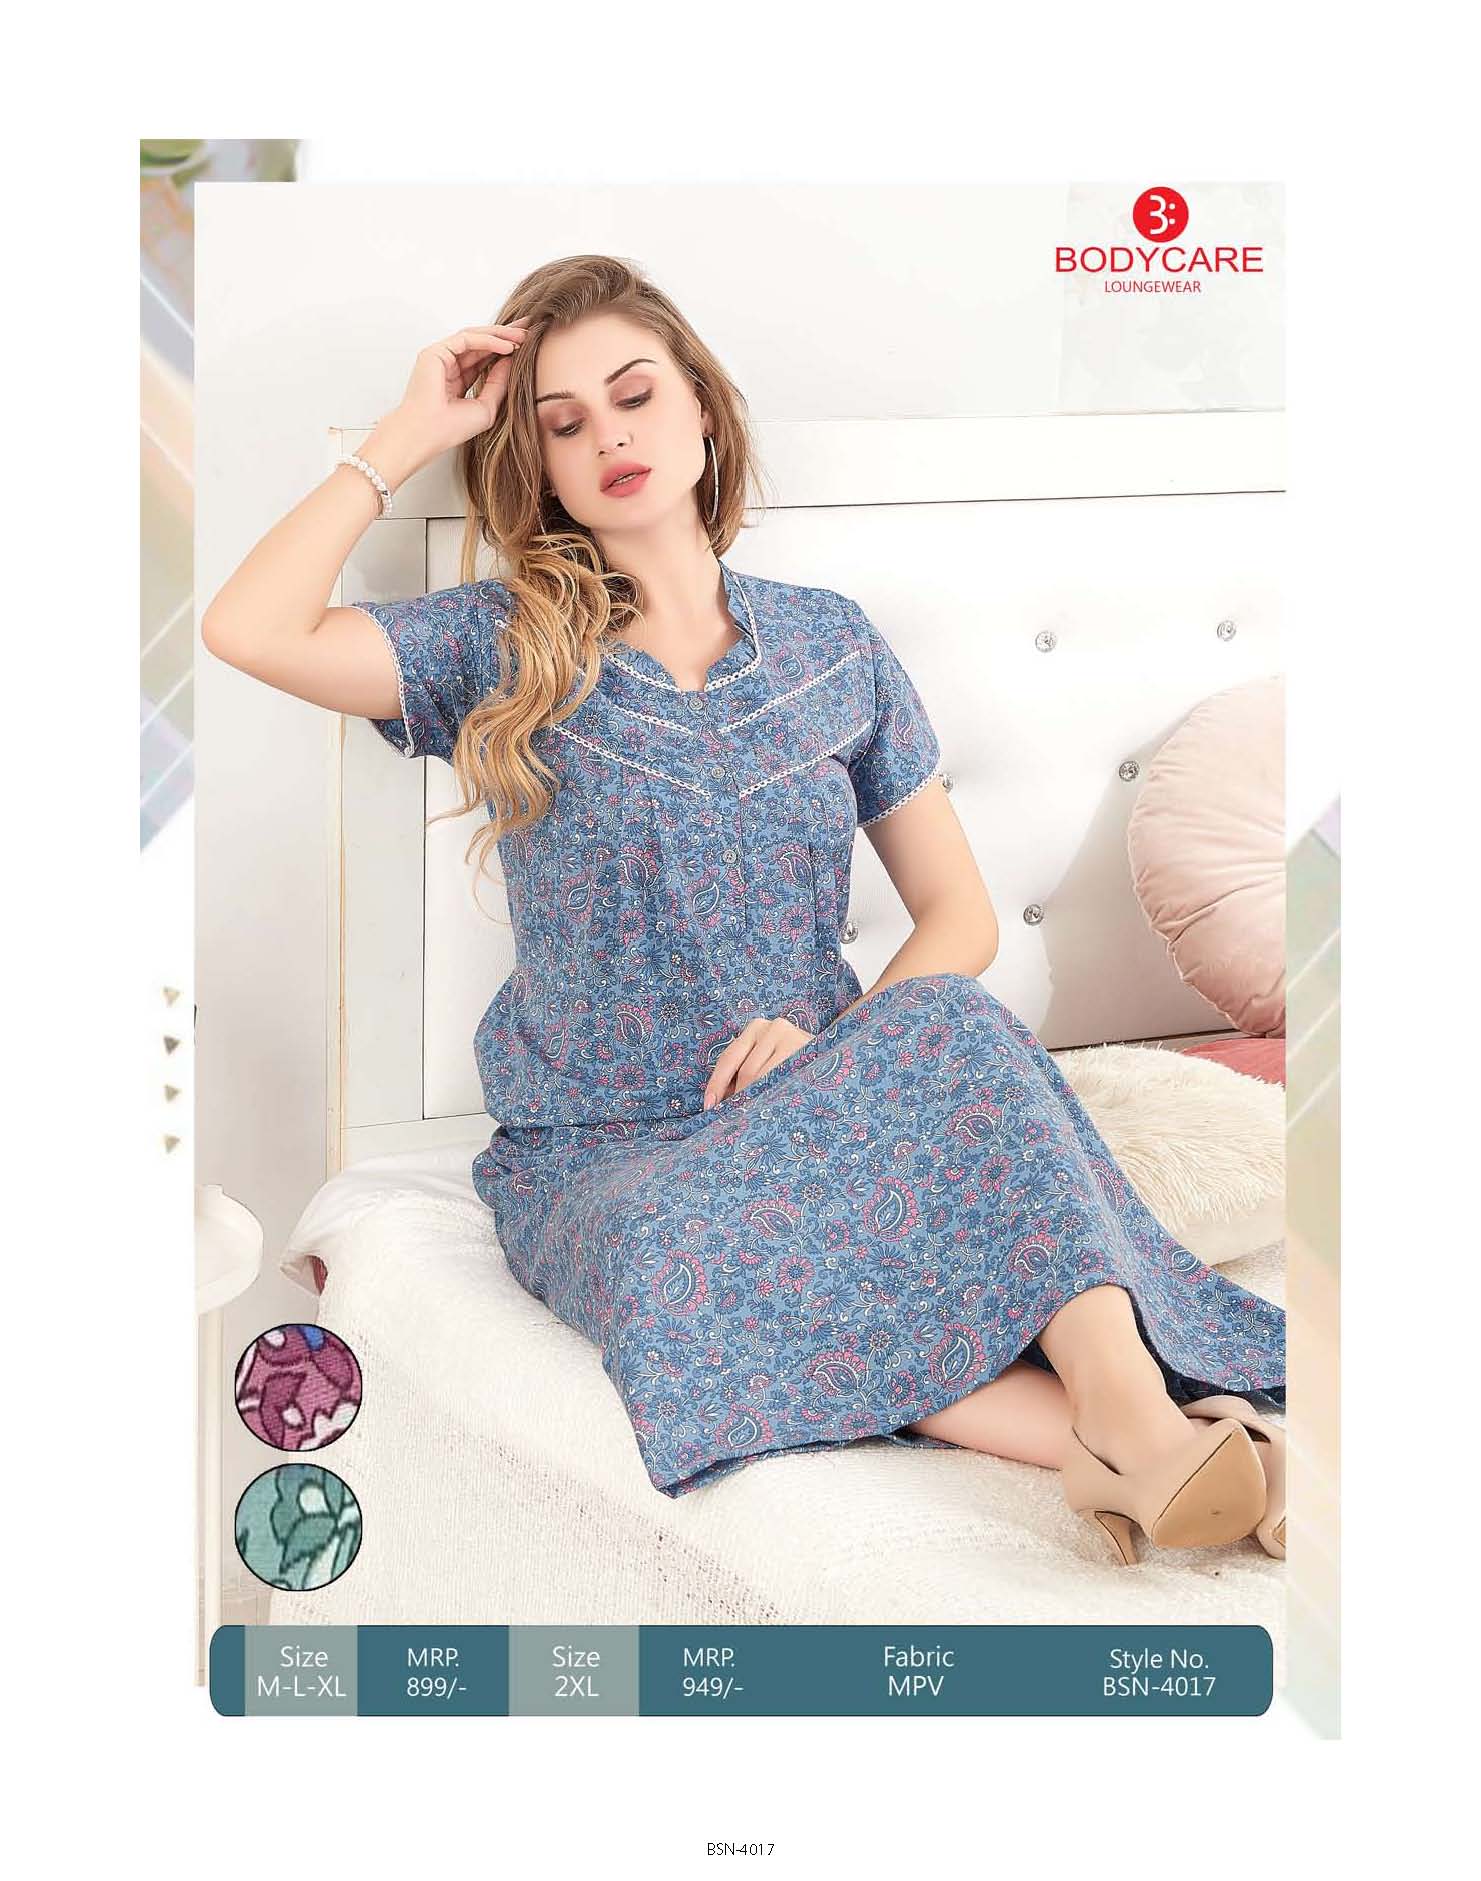 BODYCARE
LOUNGEWEAR
Size
M-L-XL
MRP.
899/-
Size
2XL
MRP.
949/-
Fabric
MPV
Style No.
BSN-4017
BSN-4017